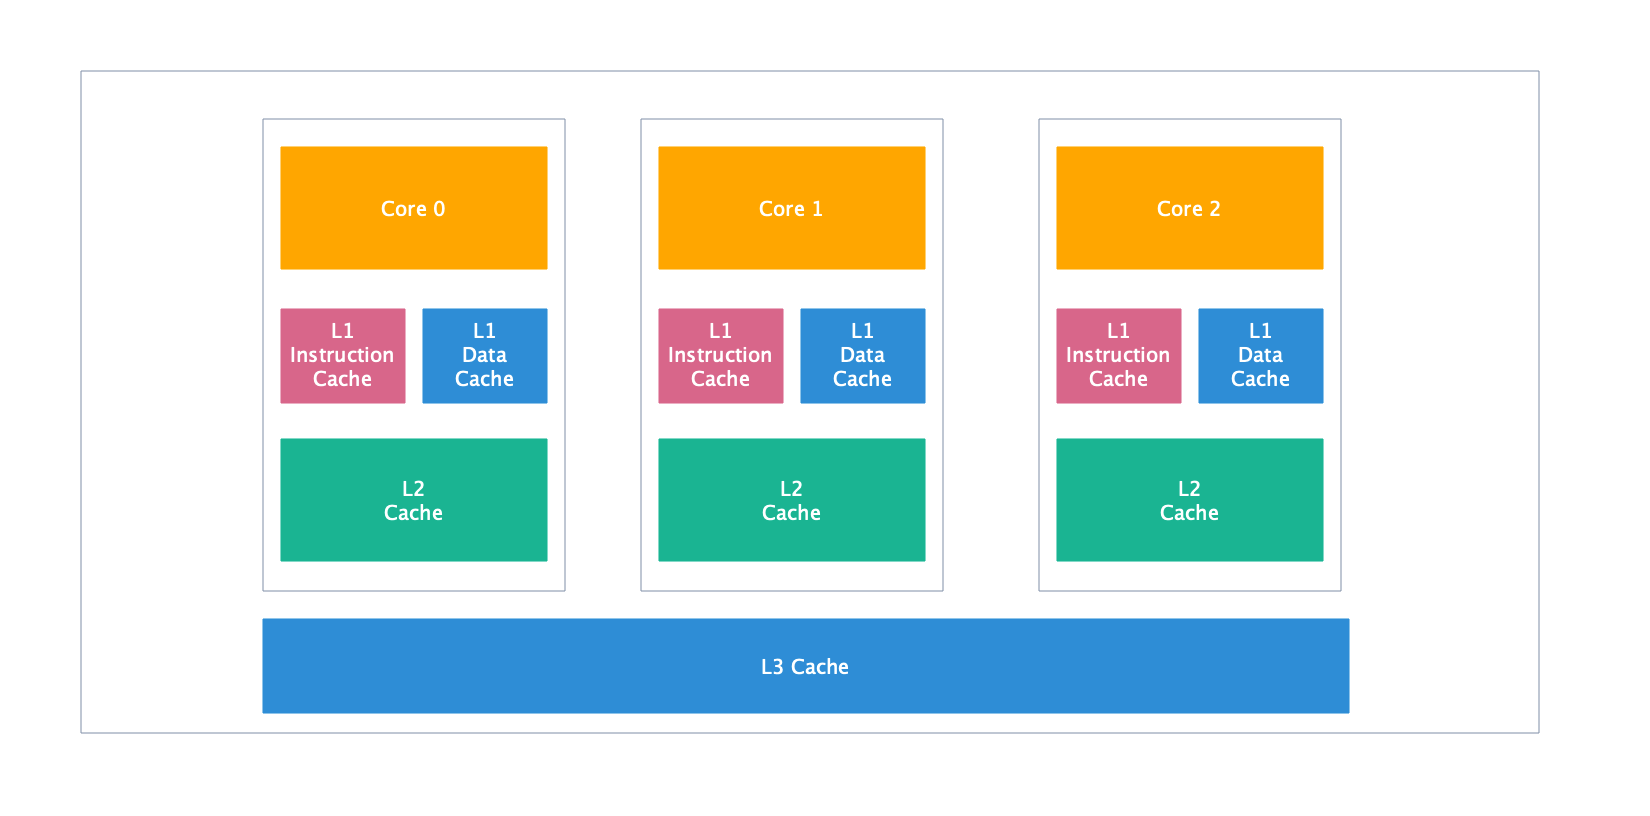 Core 0
Core 1
Core 2
L1
Instruction
Cache
L1
Data
Cache
L1
Instruction
Cache
L1
Data
Cache
L1
Instruction
Cache
L1
Data
Cache
L2
Cache
L2
Cache
L2
Cache
L3 Cache